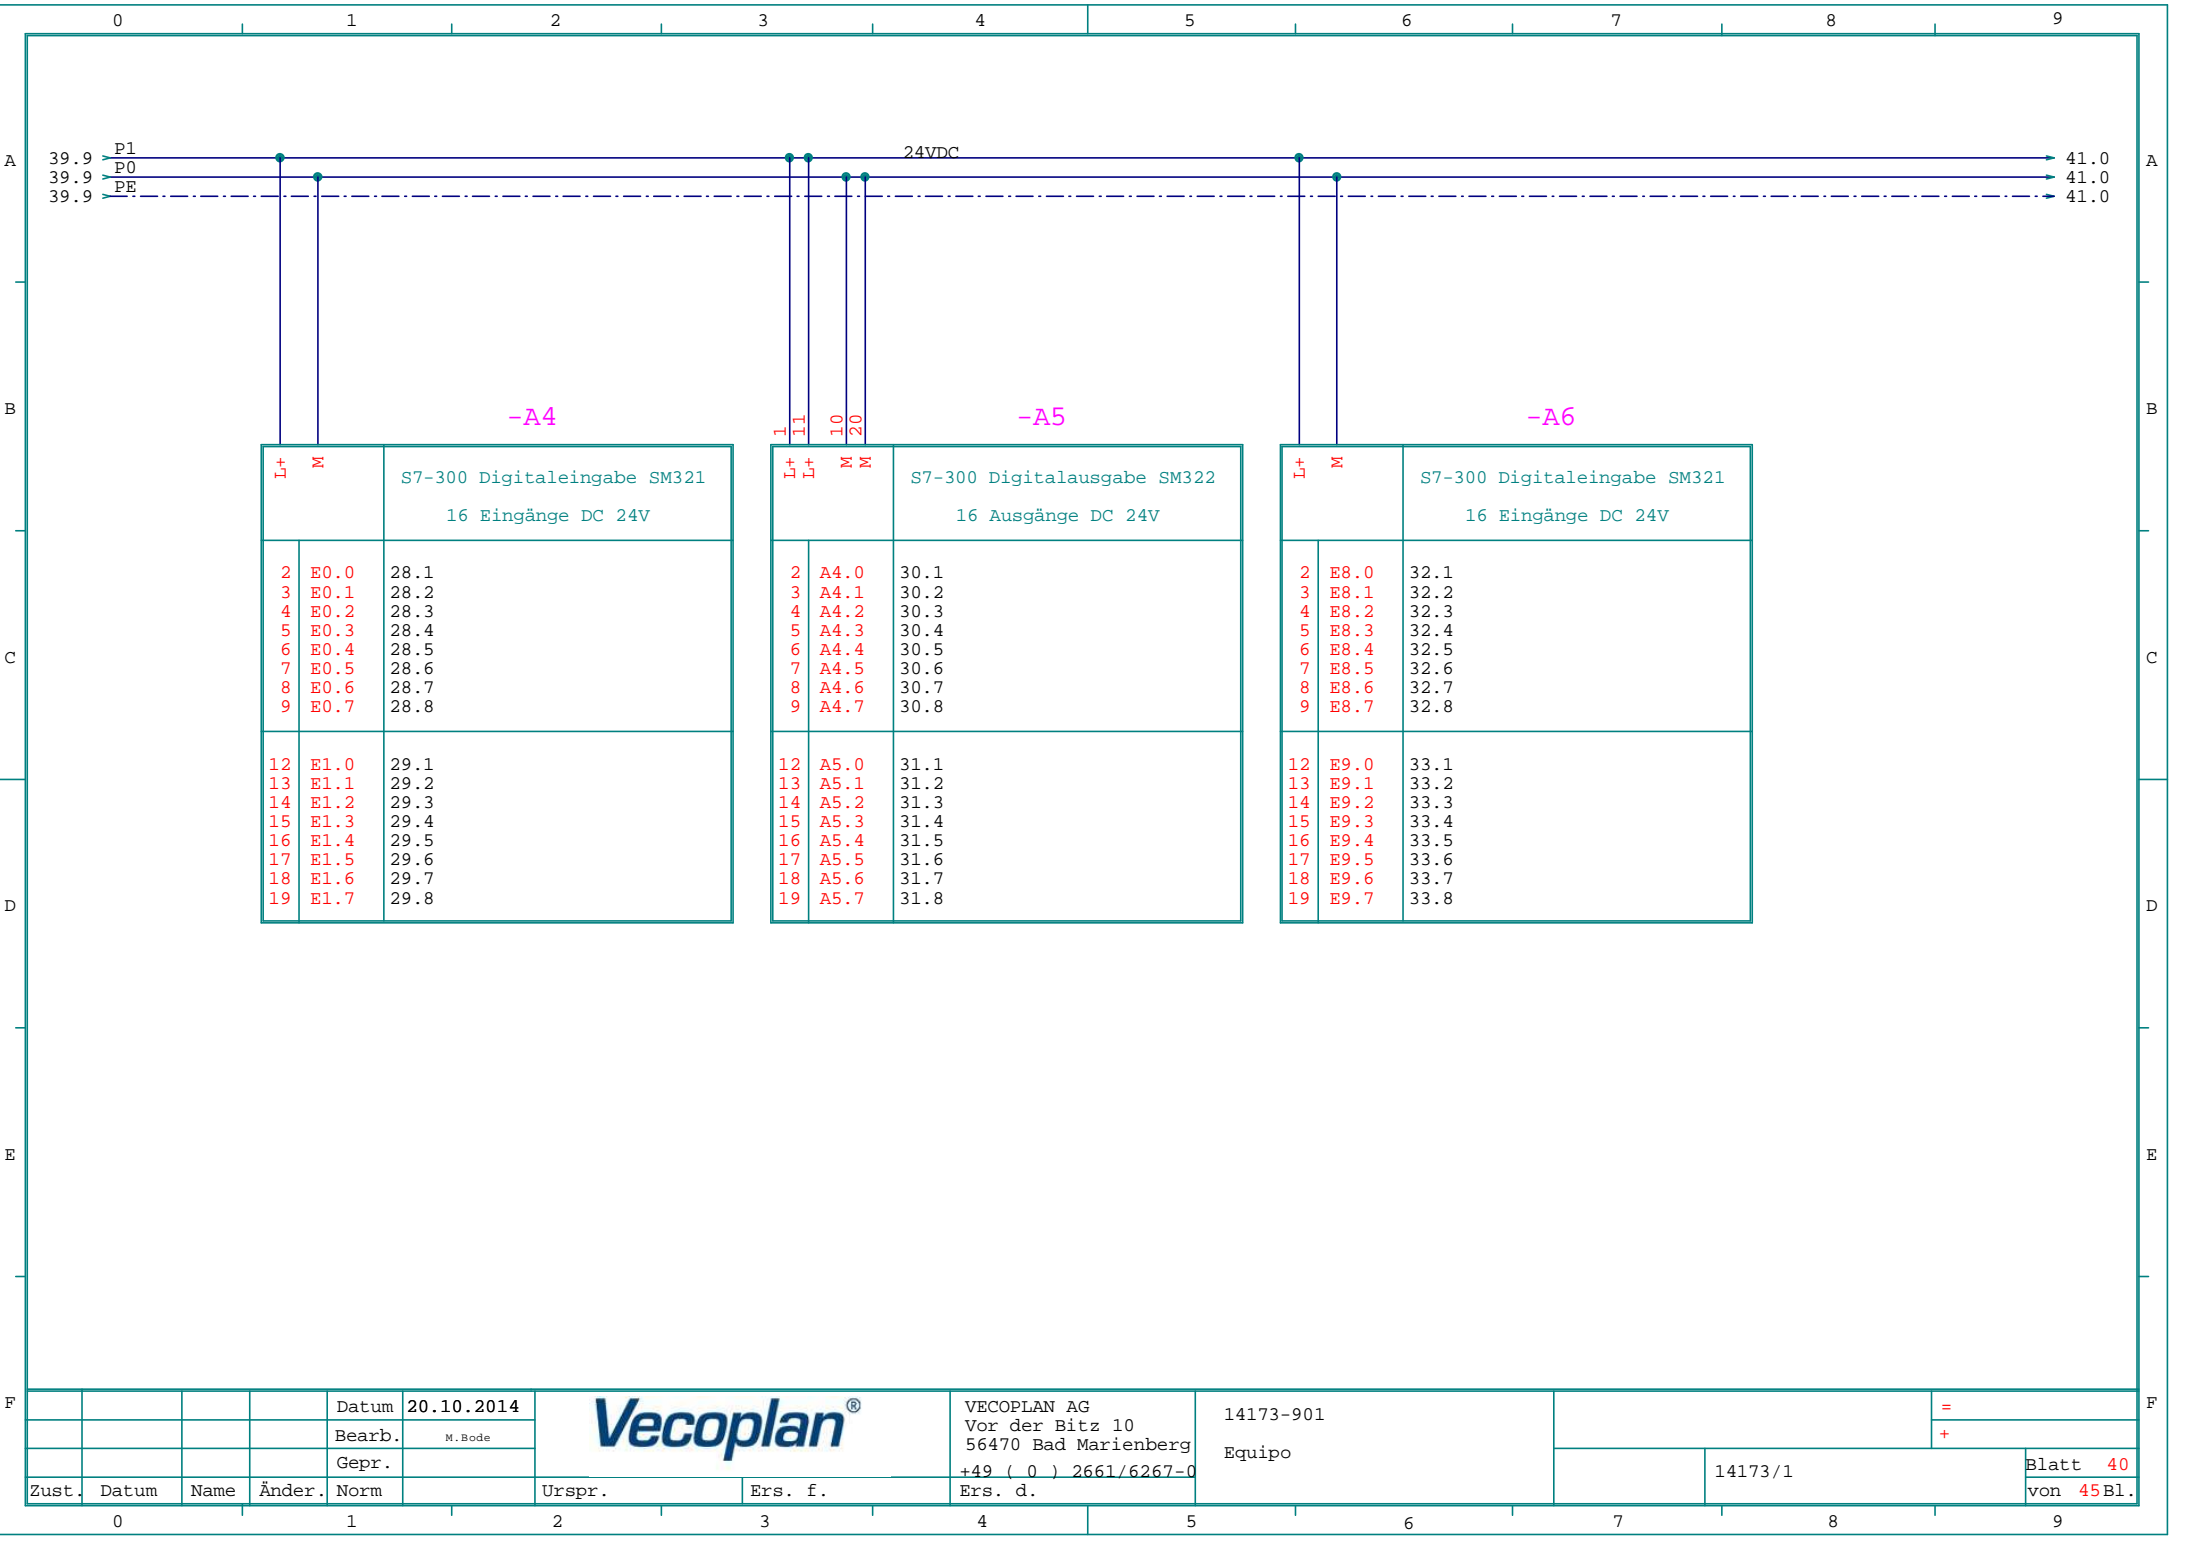 0 1 2 3 4 5 6 7 8 9
24VDC
A 39.9 P1 41.0 A
39.9 P0 41.0
39.9 PE 41.0
B -A4 -A5 -A6 B
1 11 10 20
L+ M L+ L+ M M L+ M
S7-300 Digitaleingabe SM321
16 Eingänge DC 24V
2 E0.0 28.1
3 E0.1 28.2
4 E0.2 28.3
5 E0.3 28.4
6 E0.4 28.5
7 E0.5 28.6
8 E0.6 28.7
9 E0.7 28.8
12 E1.0 29.1
13 E1.1 29.2
14 E1.2 29.3
15 E1.3 29.4
16 E1.4 29.5
17 E1.5 29.6
18 E1.6 29.7
19 E1.7 29.8
S7-300 Digitalausgabe SM322
16 Ausgänge DC 24V
2 A4.0 30.1
3 A4.1 30.2
4 A4.2 30.3
5 A4.3 30.4
6 A4.4 30.5
7 A4.5 30.6
8 A4.6 30.7
9 A4.7 30.8
12 A5.0 31.1
13 A5.1 31.2
14 A5.2 31.3
15 A5.3 31.4
16 A5.4 31.5
17 A5.5 31.6
18 A5.6 31.7
19 A5.7 31.8
S7-300 Digitaleingabe SM321
16 Eingänge DC 24V
2 E8.0 32.1
3 E8.1 32.2
4 E8.2 32.3
5 E8.3 32.4
6 E8.4 32.5
7 E8.5 32.6
8 E8.6 32.7
9 E8.7 32.8
12 E9.0 33.1
13 E9.1 33.2
14 E9.2 33.3
15 E9.3 33.4
16 E9.4 33.5
17 E9.5 33.6
18 E9.6 33.7
19 E9.7 33.8
C C
D D
E E
F F
Datum 20.10.2014
Bearb. M.Bode
Gepr.
Zust. Datum Name Änder. Norm
Vecoplan®
Urspr. Ers. f. Ers. d.
VECOPLAN AG
Vor der Bitz 10
56470 Bad Marienberg
+49 ( 0 ) 2661/6267-0
14173-901
Equipo
14173/1
=
+
Blatt 40
von 45 Bl.
0 1 2 3 4 5 6 7 8 9